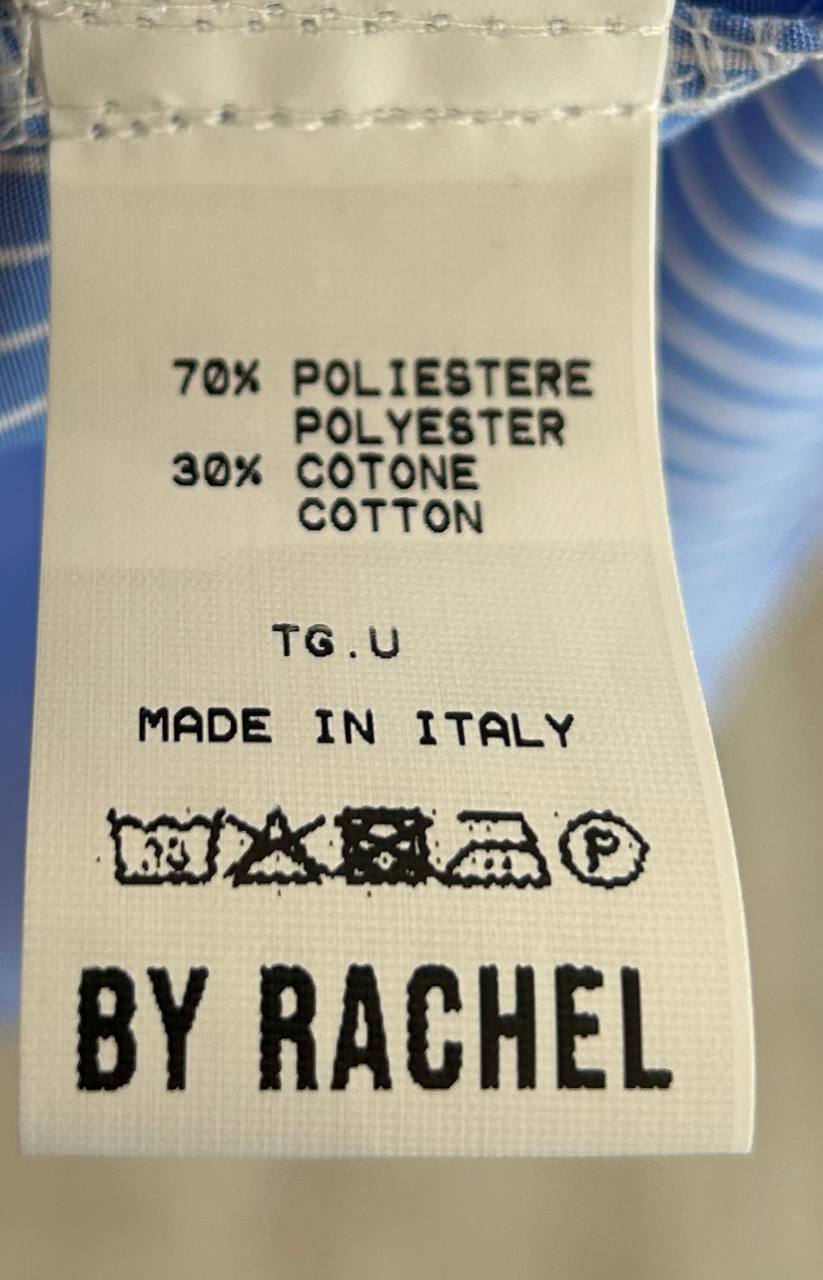 70% POLIESTERE
POLYESTER
30% COTONE
COTTON
TG.U
MADE IN ITALY
P
BY RACHEL